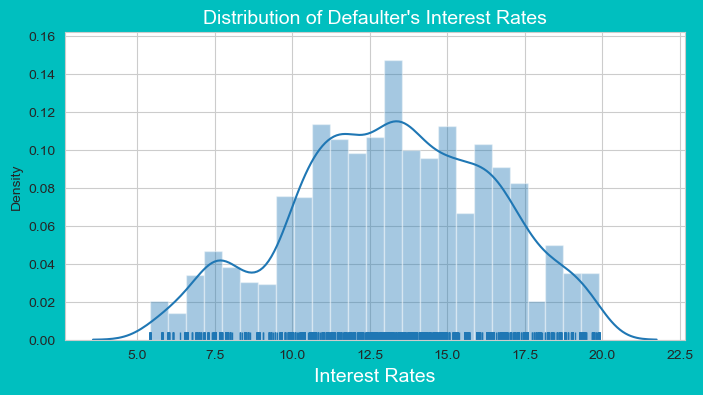 Distribution of Defaulter's Interest Rates
0.16
0.14
0.12
0.10
0.08
0.06
0.04
0.02
0.00
Density
5.0 7.5 10.0 12.5 15.0 17.5 20.0 22.5
Interest Rates